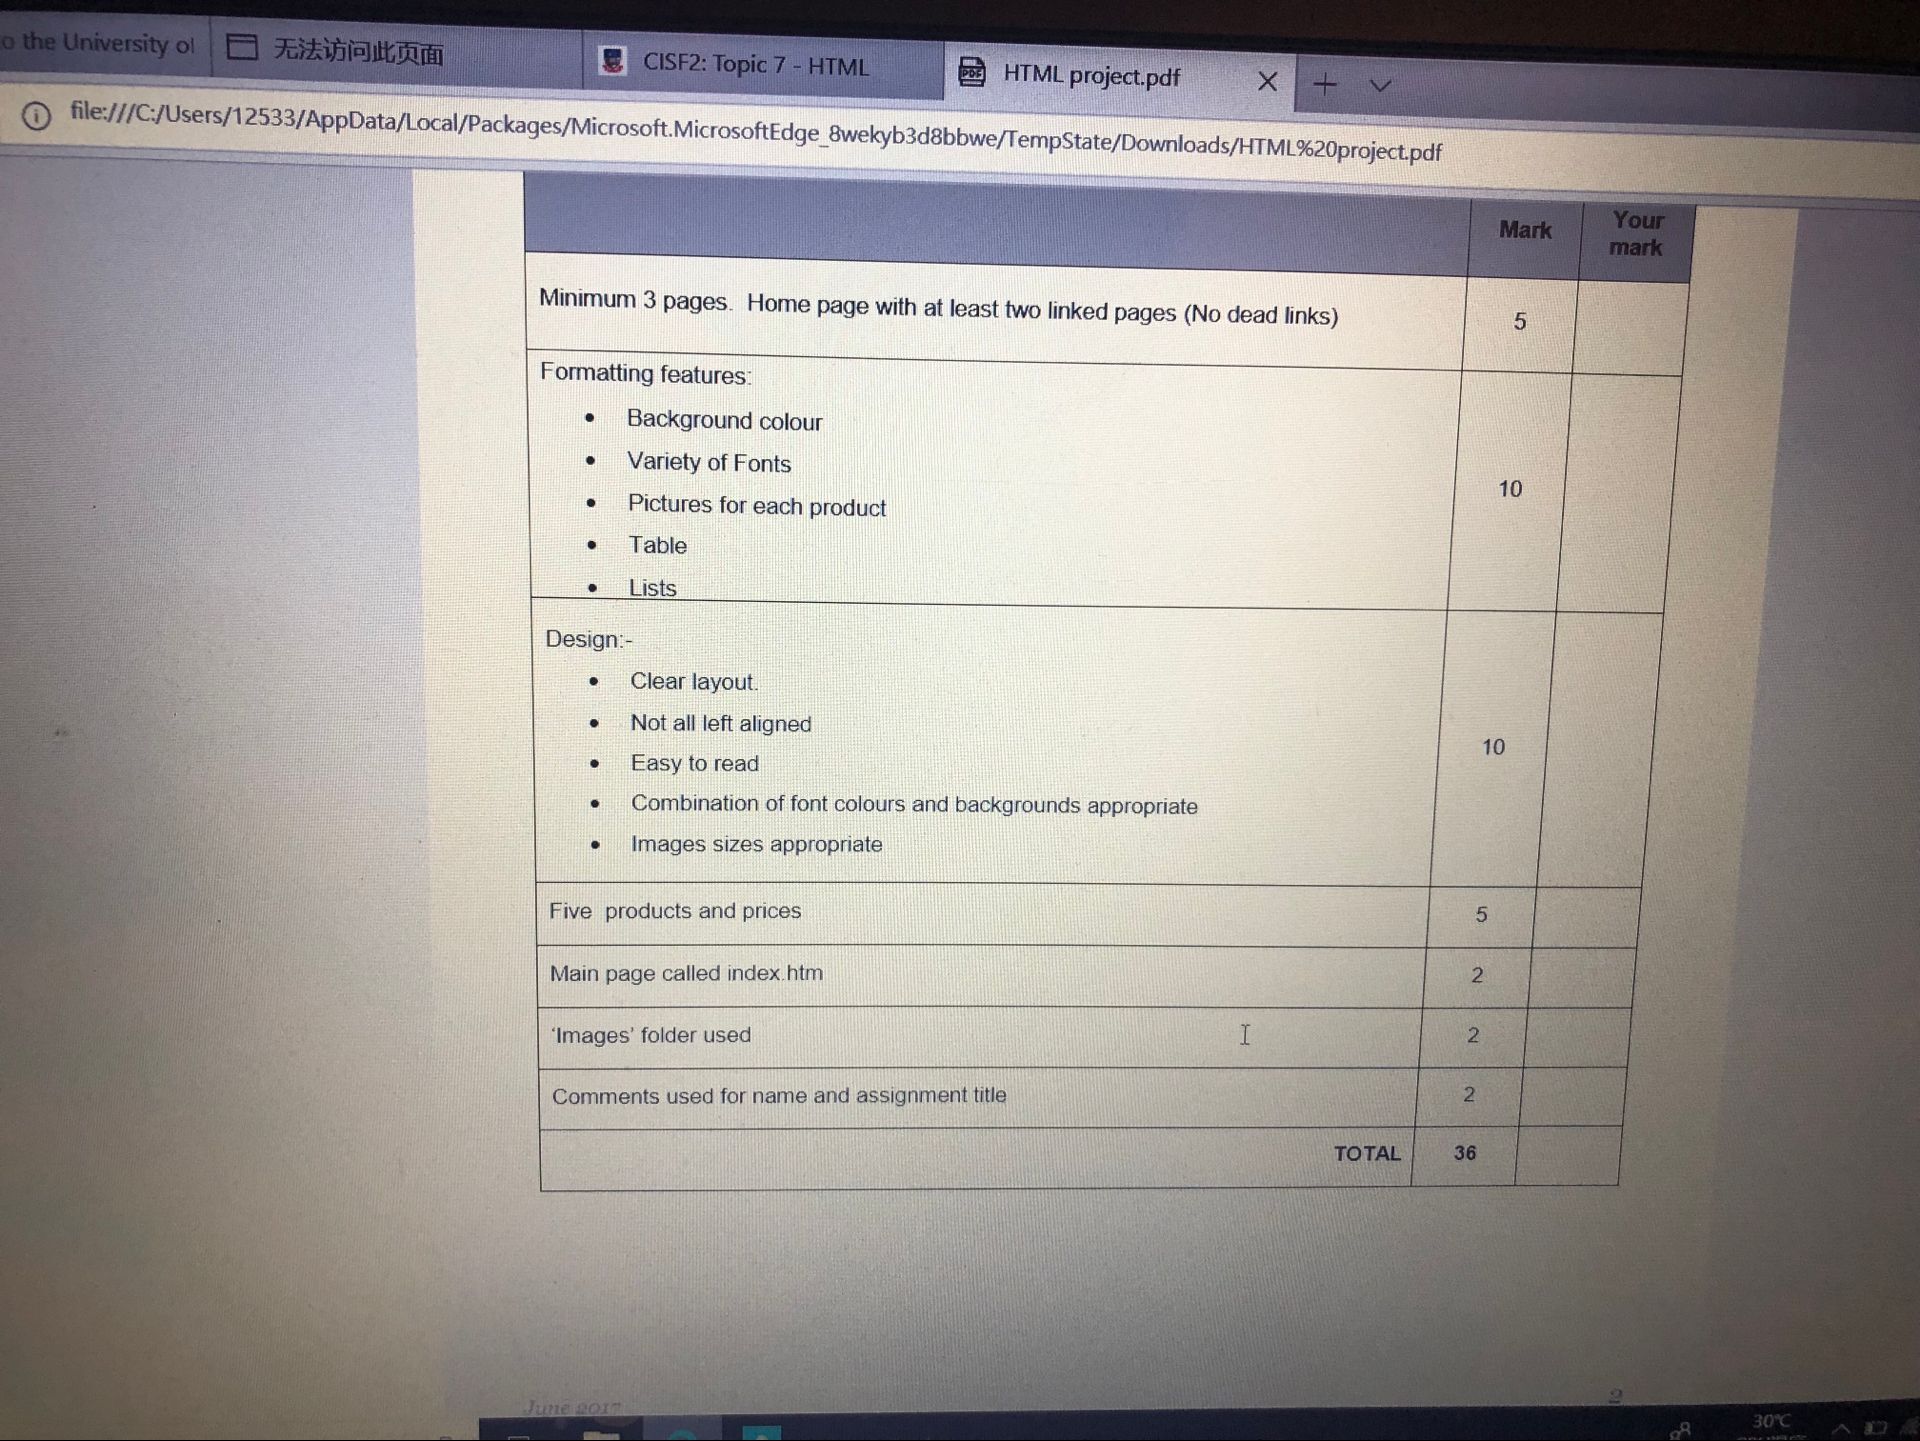 o the University of
无法访问此页面
CISF2: Topic 7 - HTML
HTML project.pdf
file:///C:/Users/12533/AppData/Local/Packages/Microsoft.MicrosoftEdge_8wekyb3d8bbwe/TempState/Downloads/HTML%20project.pdf
Mark
Your
mark
Minimum 3 pages. Home page with at least two linked pages (No dead links)
5
Formatting features:
• Background colour
• Variety of Fonts
• Pictures for each product
• Table
• Lists
10
Design:-
• Clear layout.
• Not all left aligned
• Easy to read
• Combination of font colours and backgrounds appropriate
• Images sizes appropriate
10
Five products and prices
5
Main page called index.htm
2
'Images' folder used
2
Comments used for name and assignment title
2
TOTAL
36
June 2017
2
30°C